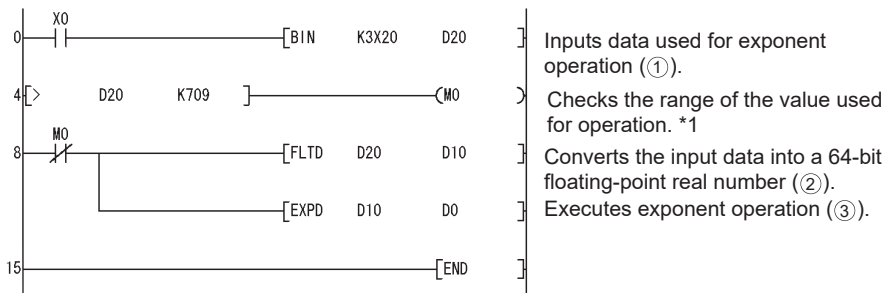 X0
0 [BIN K3X20 D20 ]
Inputs data used for exponent
operation (①).
4 [> D20 K709 ] (M0 )
Checks the range of the value used
for operation. *1
M0
8 [FLTD D20 D10 ]
Converts the input data into a 64-bit
floating-point real number (②).
[EXPD D10 D0 ]
Executes exponent operation (③).
15 [END ]